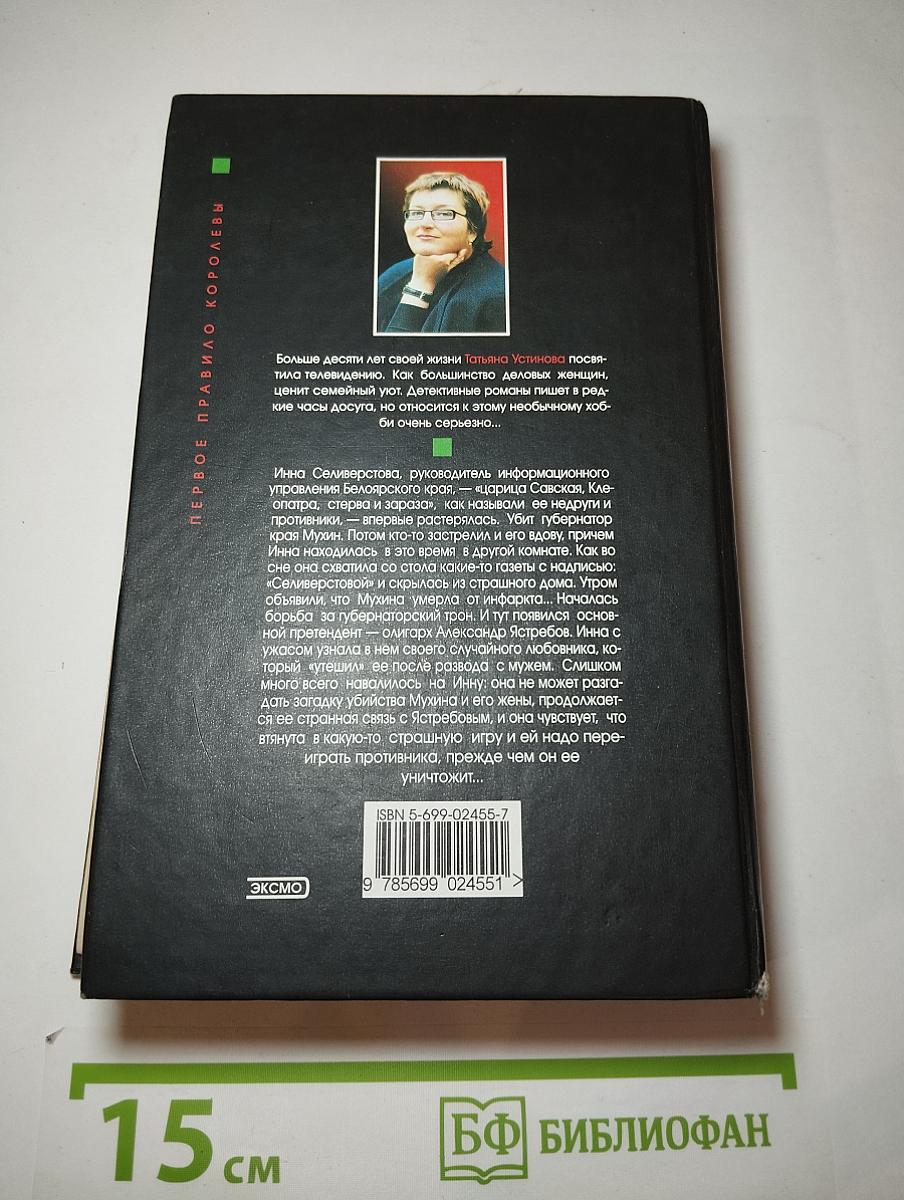 ПЕРВОЕ ПРАВИЛО КОРОЛЕВЫ
Больше десяти лет своей жизни Татьяна Устинова посвя-
тила телевидению. Как большинство деловых женщин,
ценит семейный уют. Детективные романы пишет в ред-
кие часы досуга, но относится к этому необычному хоб-
би очень серьезно...
Инна Селиверстова, руководитель информационного
управления Белоярского края, — «царица Савская, Кле-
опатра, стерва и зараза», как называли ее недруги и
противники, — впервые растерялась. Убит губернатор
края Мухин. Потом кто-то застрелил и его вдову, причем
Инна находилась в это время в другой комнате. Как во
сне она схватила со стола какие-то газеты с надписью:
«Селиверстовой» и скрылась из страшного дома. Утром
объявили, что Мухина умерла от инфаркта... Началась
борьба за губернаторский трон. И тут появился основ-
ной претендент — олигарх Александр Ястребов. Инна с
ужасом узнала в нем своего случайного любовника, ко-
торый "утешил" ее после развода с мужем. Слишком
много всего навалилось на Инну: она не может разга-
дать загадку убийства Мухина и его жены, продолжает-
ся ее странная связь с Ястребовым, и она чувствует, что
втянута в какую-то страшную игру и ей надо пере-
играть противника, прежде чем он ее
уничтожит...
ISBN 5-699-02455-7
9 785699 024551 >
ЭКСМО
15 см
БФ БИБЛИОФАН